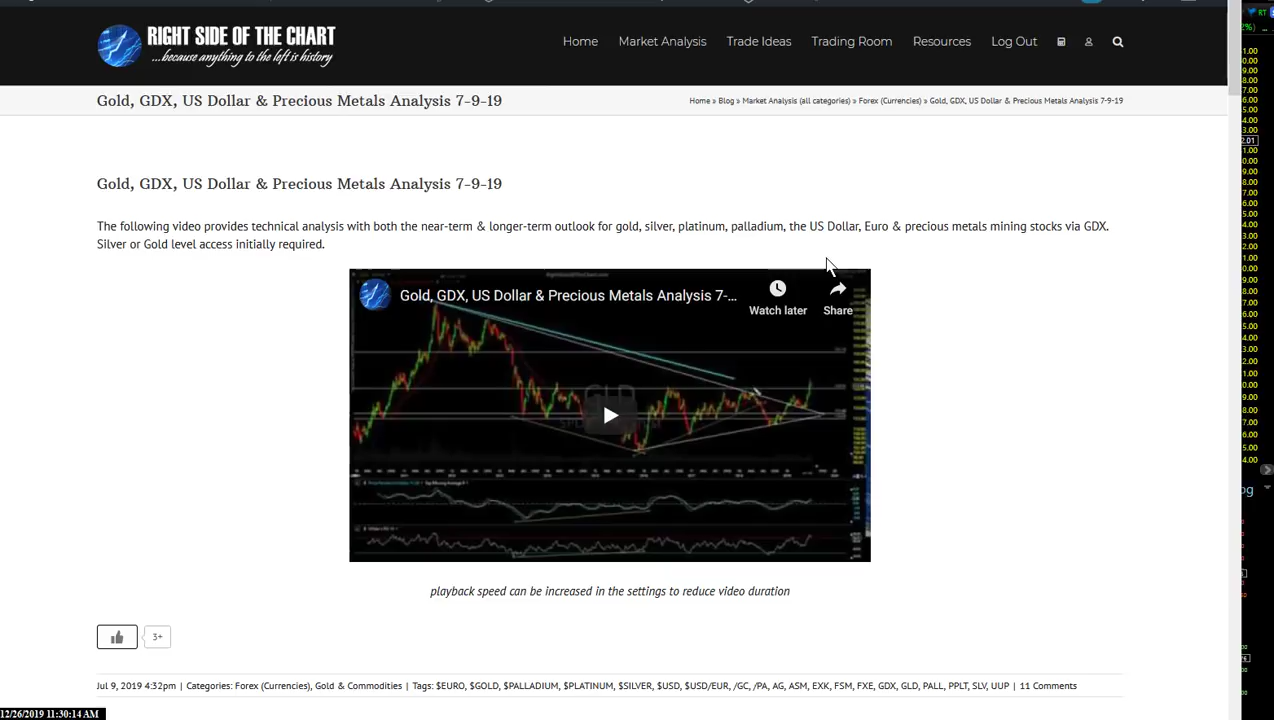 RIGHT SIDE OF THE CHART
...because anything to the left is history
Home Market Analysis Trade Ideas Trading Room Resources Log Out
Gold, GDX, US Dollar & Precious Metals Analysis 7-9-19
Home » Blog » Market Analysis (all categories) » Forex (Currencies) » Gold, GDX, US Dollar & Precious Metals Analysis 7-9-19
Gold, GDX, US Dollar & Precious Metals Analysis 7-9-19
The following video provides technical analysis with both the near-term & longer-term outlook for gold, silver, platinum, palladium, the US Dollar, Euro & precious metals mining stocks via GDX.
Silver or Gold level access initially required.
Gold, GDX, US Dollar & Precious Metals Analysis 7-...
Watch later
Share
GLD
playback speed can be increased in the settings to reduce video duration
3+
Jul 9, 2019 4:32pm | Categories: Forex (Currencies), Gold & Commodities | Tags: $EURO, $GOLD, $PALLADIUM, $PLATINUM, $SILVER, $USD, $USD/EUR, /GC, /PA, AG, ASM, EXK, FSM, FXE, GDX, GLD, PALL, PPLT, SLV, UUP | 11 Comments
12/26/2019 11:30:14 AM
RT
2.01
og